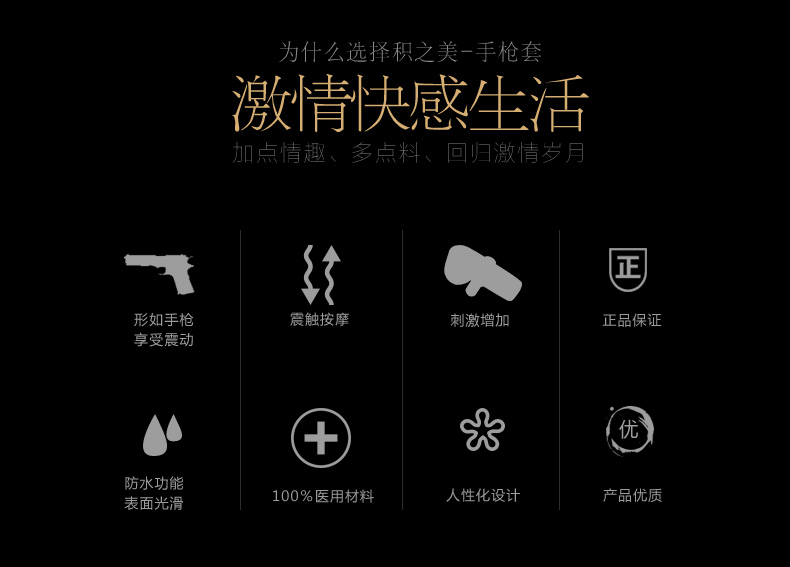 为什么选择积之美-手枪套
激情快感生活
加点情趣、多点料、回归激情岁月
正
形如手枪
享受震动
震触按摩
刺激增加
正品保证
优
防水功能
表面光滑
100%医用材料
人性化设计
产品优质